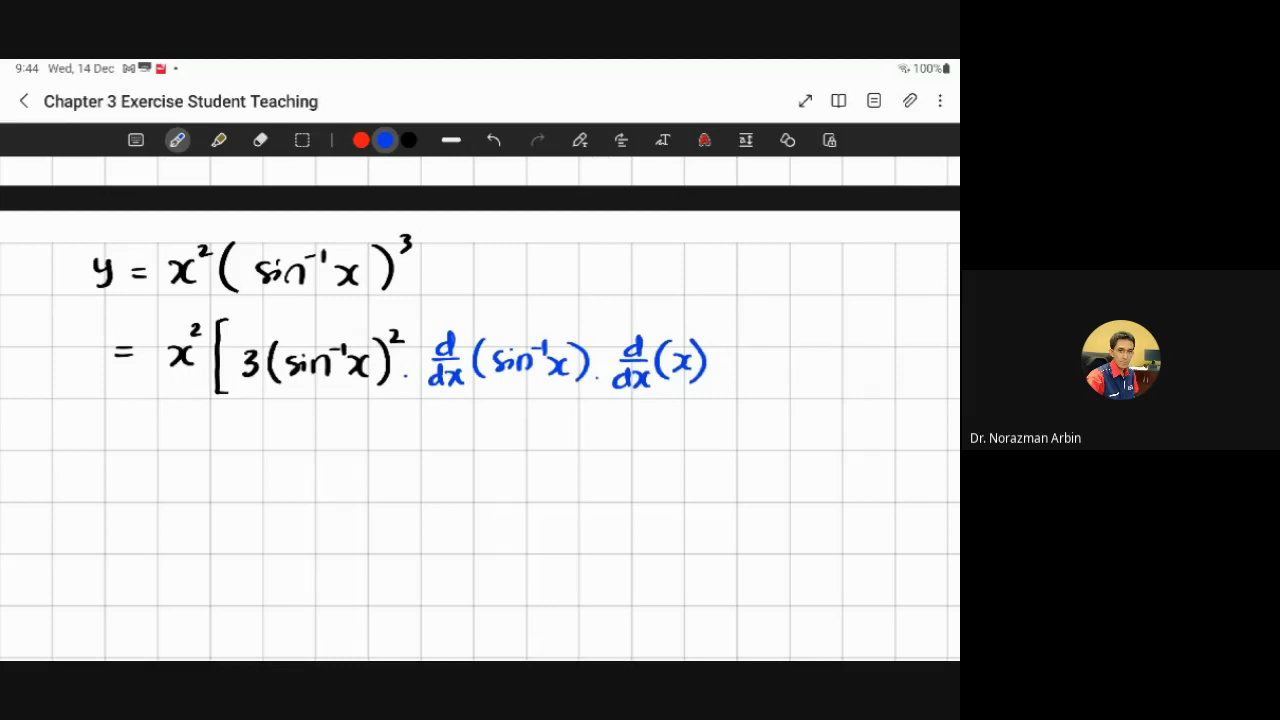 9:44 Wed, 14 Dec 100%
Chapter 3 Exercise Student Teaching
y = x²( sin⁻¹x )³
= x² [ 3(sin⁻¹x)² . d/dx (sin⁻¹x) . d/dx (x)
Dr. Norazman Arbin